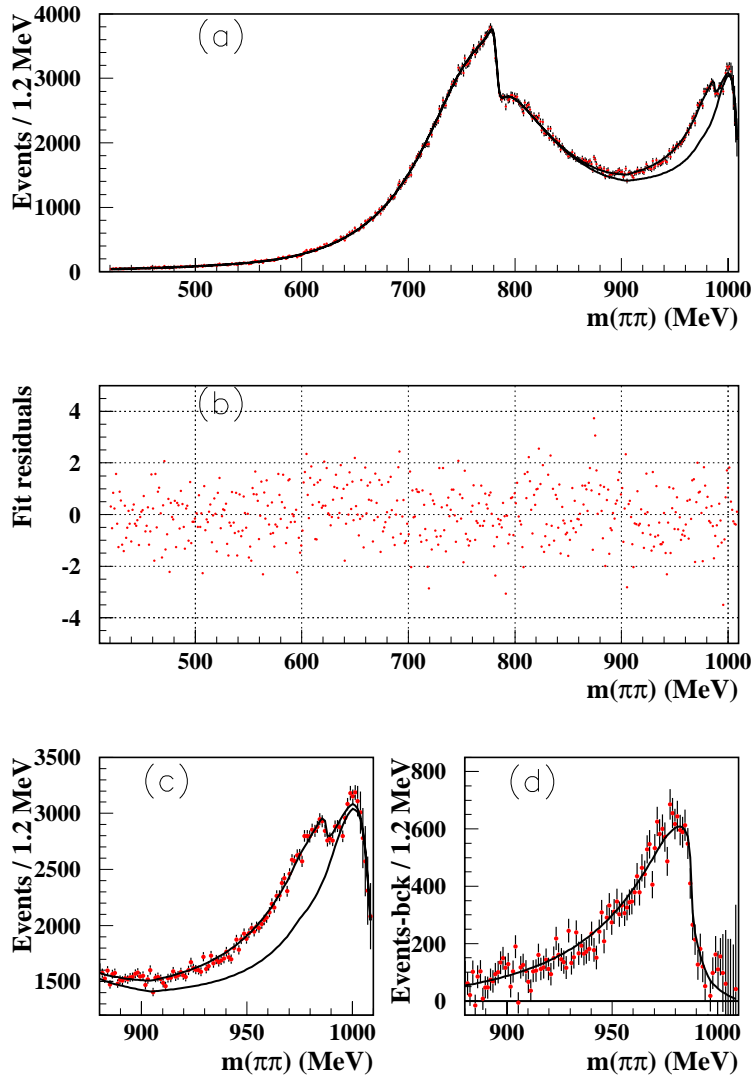 (a)
Events / 1.2 MeV
4000
3000
2000
1000
0
500 600 700 800 900 1000
m(ππ) (MeV)
(b)
Fit residuals
4
2
0
-2
-4
500 600 700 800 900 1000
m(ππ) (MeV)
(c)
Events / 1.2 MeV
3500
3000
2500
2000
1500
900 950 1000
m(ππ) (MeV)
(d)
Events-bck / 1.2 MeV
800
600
400
200
0
900 950 1000
m(ππ) (MeV)